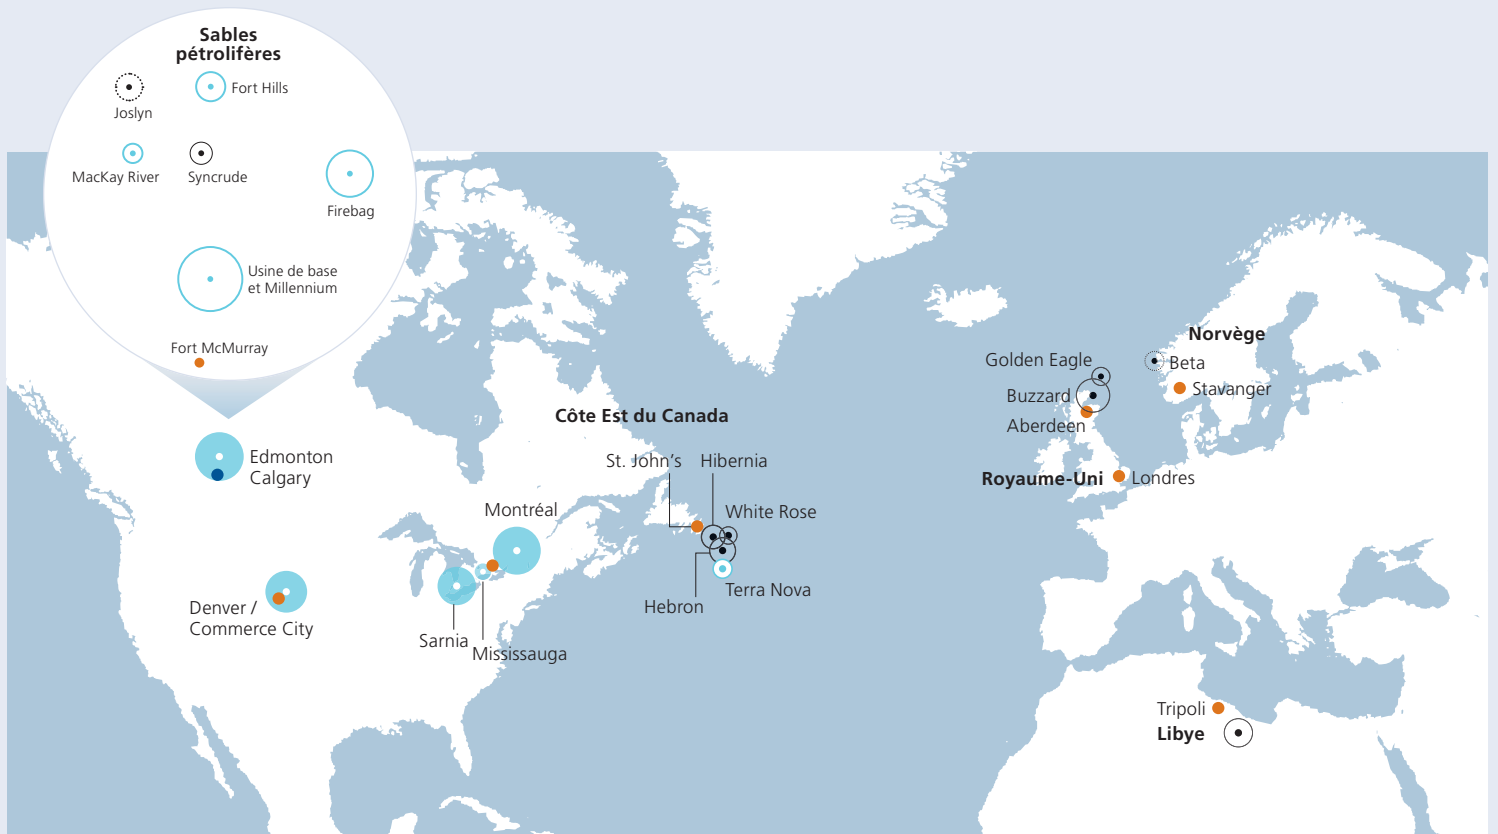 Sables
pétrolifères
Joslyn
Fort Hills
MacKay River
Syncrude
Firebag
Usine de base
et Millennium
Fort McMurray
Edmonton
Calgary
Denver /
Commerce City
Montréal
Sarnia
Mississauga
Côte Est du Canada
St. John’s
Hibernia
White Rose
Hebron
Terra Nova
Norvège
Golden Eagle
Beta
Buzzard
Stavanger
Aberdeen
Royaume-Uni
Londres
Tripoli
Libye